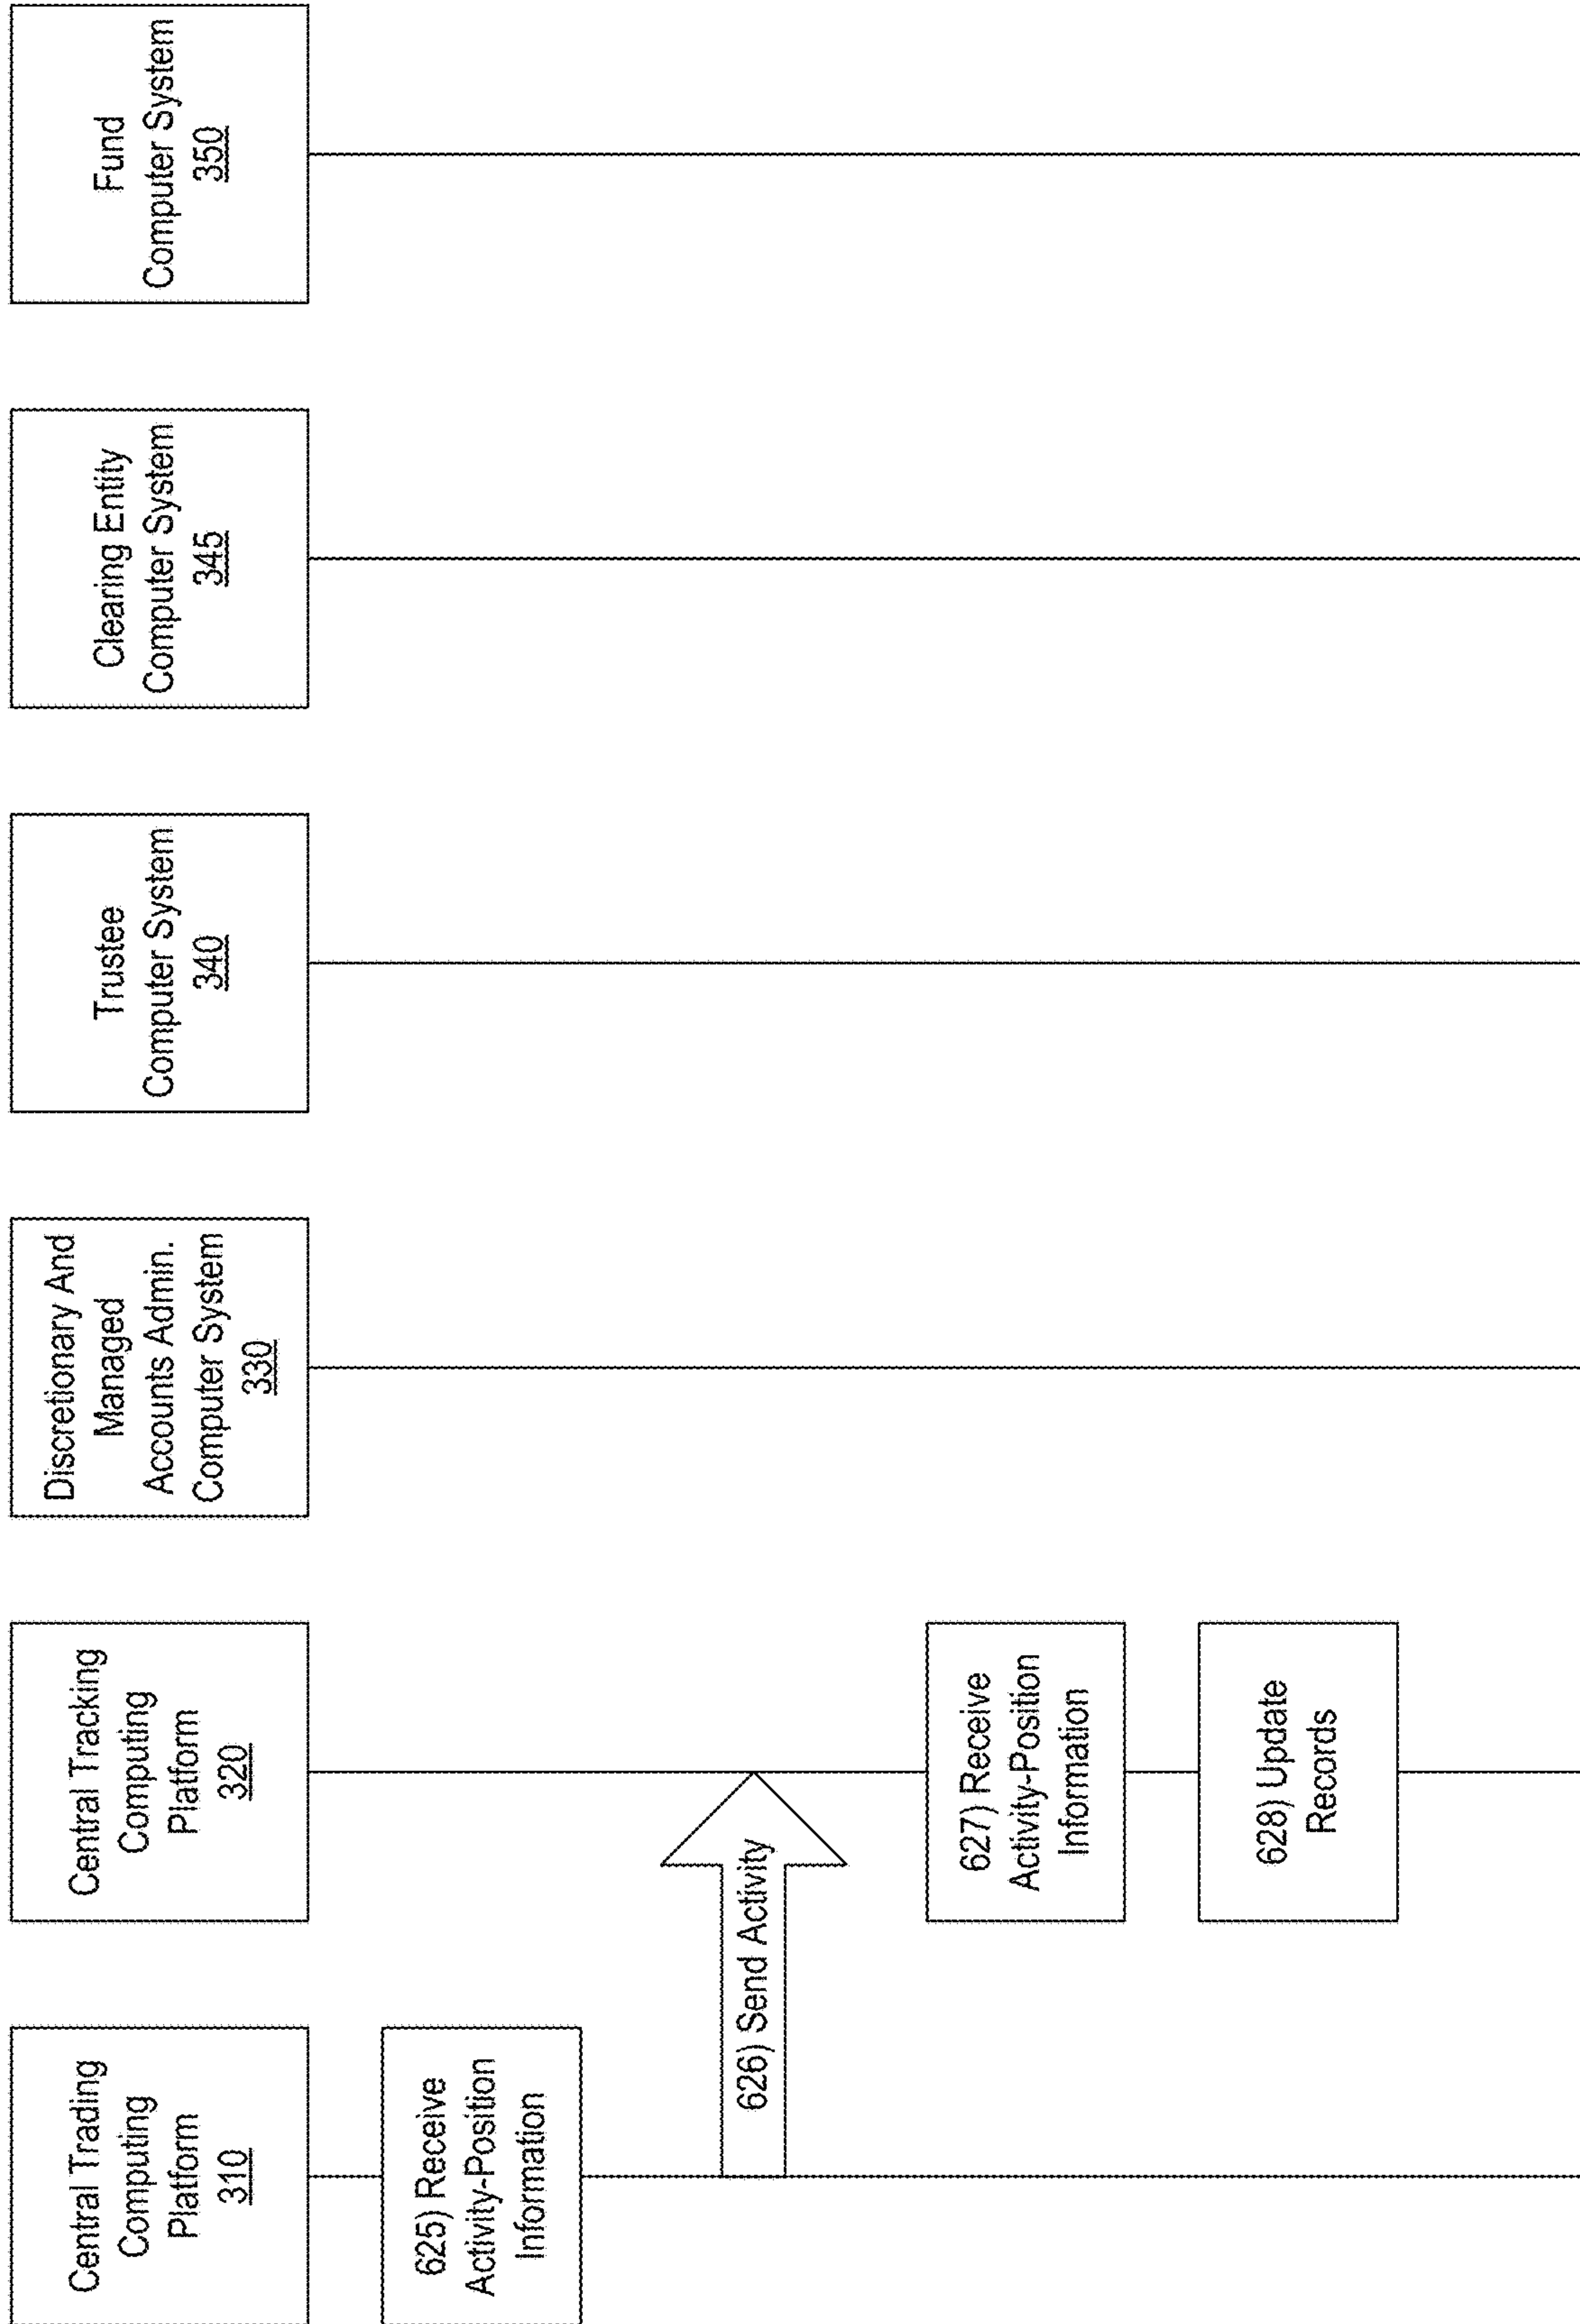 Central Trading
Computing
Platform
310
Central Tracking
Computing
Platform
320
Discretionary And
Managed
Accounts Admin.
Computer System
330
Trustee
Computer System
340
Clearing Entity
Computer System
345
Fund
Computer System
350
625) Receive
Activity-Position
Information
626) Send Activity
627) Receive
Activity-Position
Information
628) Update
Records